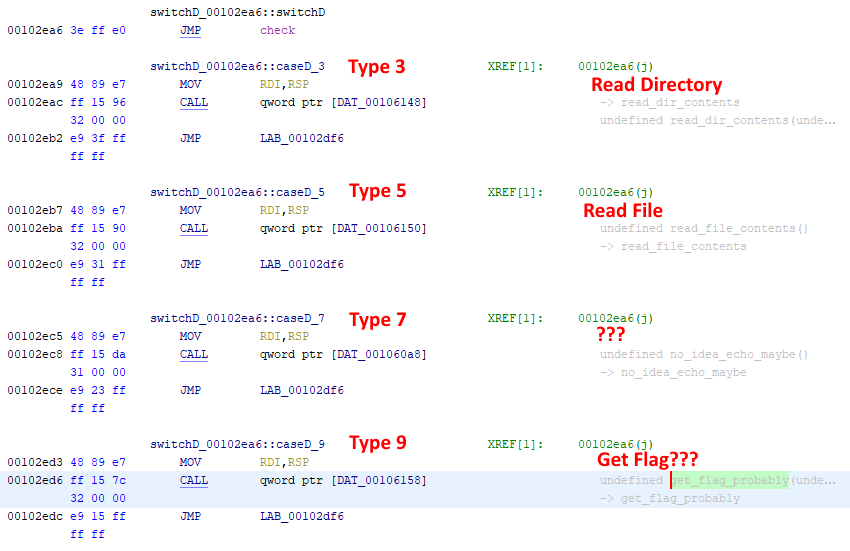 switchD_00102ea6::switchD
00102ea6 3e ff e0 JMP check
switchD_00102ea6::caseD_3 Type 3 XREF[1]: 00102ea6(j)
00102ea9 48 89 e7 MOV RDI,RSP Read Directory
00102eac ff 15 96 CALL qword ptr [DAT_00106148] -> read_dir_contents
32 00 00 undefined read_dir_contents(unde...
00102eb2 e9 3f ff JMP LAB_00102df6
ff ff
switchD_00102ea6::caseD_5 Type 5 XREF[1]: 00102ea6(j)
00102eb7 48 89 e7 MOV RDI,RSP Read File
00102eba ff 15 90 CALL qword ptr [DAT_00106150] undefined read_file_contents()
32 00 00 -> read_file_contents
00102ec0 e9 31 ff JMP LAB_00102df6
ff ff
switchD_00102ea6::caseD_7 Type 7 XREF[1]: 00102ea6(j)
00102ec5 48 89 e7 MOV RDI,RSP ???
00102ec8 ff 15 da CALL qword ptr [DAT_001060a8] undefined no_idea_echo_maybe()
31 00 00 -> no_idea_echo_maybe
00102ece e9 23 ff JMP LAB_00102df6
ff ff
switchD_00102ea6::caseD_9 Type 9 XREF[1]: 00102ea6(j)
00102ed3 48 89 e7 MOV RDI,RSP Get Flag???
00102ed6 ff 15 7c CALL qword ptr [DAT_00106158] undefined get_flag_probably(unde...
32 00 00 -> get_flag_probably
00102edc e9 15 ff JMP LAB_00102df6
ff ff